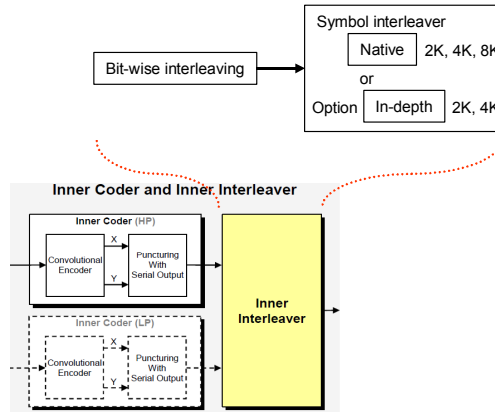 Symbol interleaver
Native 2K, 4K, 8K
Bit-wise interleaving
or
Option In-depth 2K, 4K
Inner Coder and Inner Interleaver
Inner Coder (HP)
X
Convolutional
Encoder
Puncturing
With
Serial Output
Y
Inner
Interleaver
Inner Coder (LP)
X
Convolutional
Encoder
Puncturing
With
Serial Output
Y